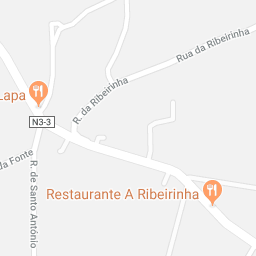 Rua da Ribeirinha
R. da Ribeirinha
Lapa
N3-3
da Fonte
R. de Santo António
Restaurante A Ribeirinha